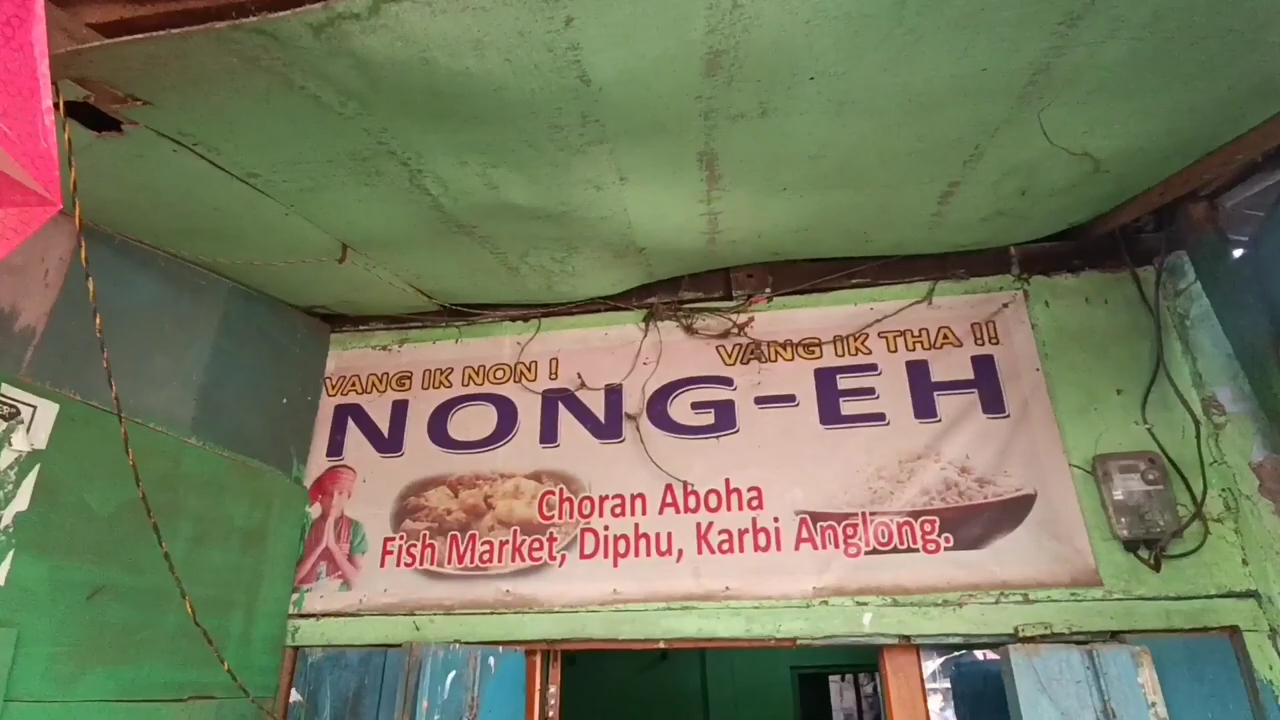 VANG IK NON !
VANG IK THA !!
NONG-EH
Choran Aboha
Fish Market, Diphu, Karbi Anglong.